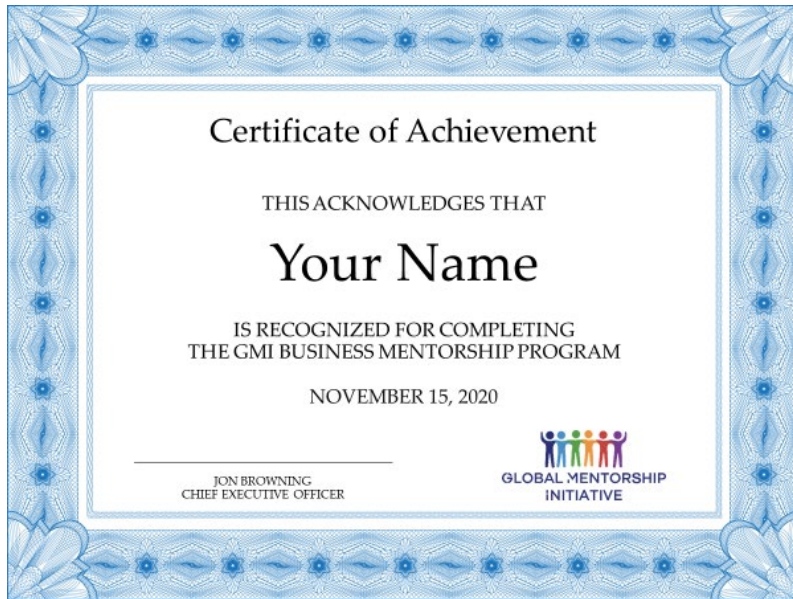 Certificate of Achievement
THIS ACKNOWLEDGES THAT
Your Name
IS RECOGNIZED FOR COMPLETING
THE GMI BUSINESS MENTORSHIP PROGRAM
NOVEMBER 15, 2020
JON BROWNING
CHIEF EXECUTIVE OFFICER
GLOBAL MENTORSHIP
INITIATIVE